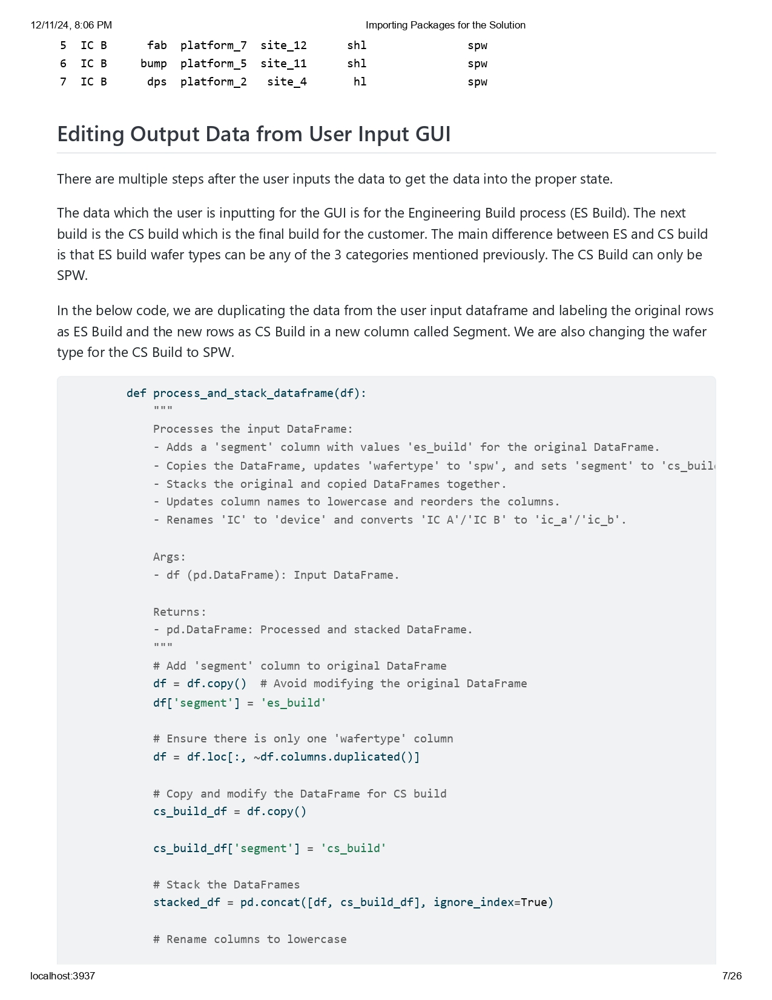 12/11/24, 8:06 PM Importing Packages for the Solution
5 IC B fab platform_7 site_12 shl spw
6 IC B bump platform_5 site_11 shl spw
7 IC B dps platform_2 site_4 hl spw
Editing Output Data from User Input GUI
There are multiple steps after the user inputs the data to get the data into the proper state.
The data which the user is inputting for the GUI is for the Engineering Build process (ES Build). The next
build is the CS build which is the final build for the customer. The main difference between ES and CS build
is that ES build wafer types can be any of the 3 categories mentioned previously. The CS Build can only be
SPW.
In the below code, we are duplicating the data from the user input dataframe and labeling the original rows
as ES Build and the new rows as CS Build in a new column called Segment. We are also changing the wafer
type for the CS Build to SPW.
def process_and_stack_dataframe(df):
"""
Processes the input DataFrame:
- Adds a 'segment' column with values 'es_build' for the original DataFrame.
- Copies the DataFrame, updates 'wafertype' to 'spw', and sets 'segment' to 'cs_buil
- Stacks the original and copied DataFrames together.
- Updates column names to lowercase and reorders the columns.
- Renames 'IC' to 'device' and converts 'IC A'/'IC B' to 'ic_a'/'ic_b'.
Args:
- df (pd.DataFrame): Input DataFrame.
Returns:
- pd.DataFrame: Processed and stacked DataFrame.
"""
# Add 'segment' column to original DataFrame
df = df.copy()  # Avoid modifying the original DataFrame
df['segment'] = 'es_build'
# Ensure there is only one 'wafertype' column
df = df.loc[:, ~df.columns.duplicated()]
# Copy and modify the DataFrame for CS build
cs_build_df = df.copy()
cs_build_df['segment'] = 'cs_build'
# Stack the DataFrames
stacked_df = pd.concat([df, cs_build_df], ignore_index=True)
# Rename columns to lowercase
localhost:3937 7/26